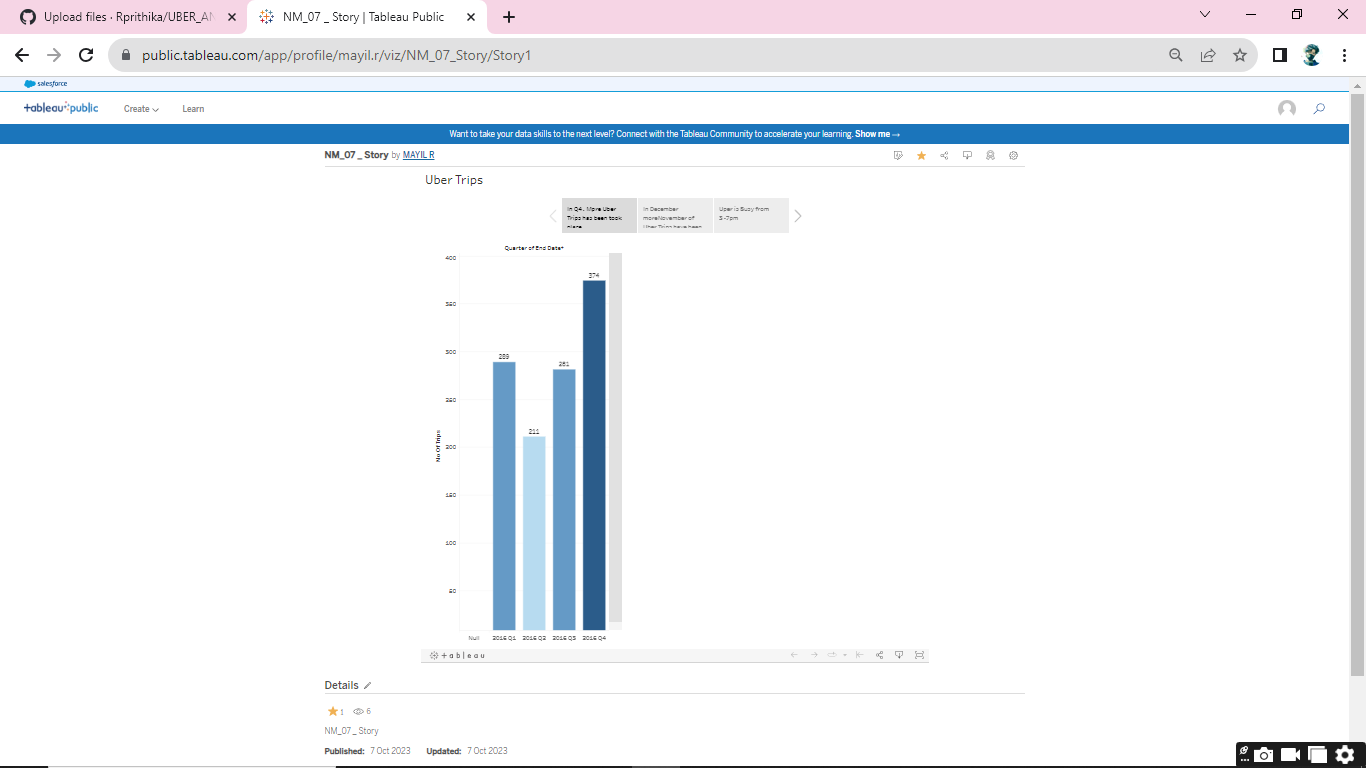 Upload files · Rprithika/UBER_AN
NM_07 _ Story | Tableau Public
public.tableau.com/app/profile/mayil.r/viz/NM_07_Story/Story1
salesforce
+ableau public
Create
Learn
Want to take your data skills to the next level? Connect with the Tableau Community to accelerate your learning. Show me →
NM_07 _ Story by MAYIL R
Uber Trips
In Q4 , More Uber
Trips has been took
place
In December
moreNovember of
Uber Trips have been
Uper is Busy from
3 -7pm
Quarter of End Date*
400
350
300
250
200
150
100
50
No Of Trips
289
211
281
374
Null
2016 Q1
2016 Q2
2016 Q3
2016 Q4
+ a b | e a u
Details
1
6
NM_07 _ Story
Published: 7 Oct 2023
Updated: 7 Oct 2023